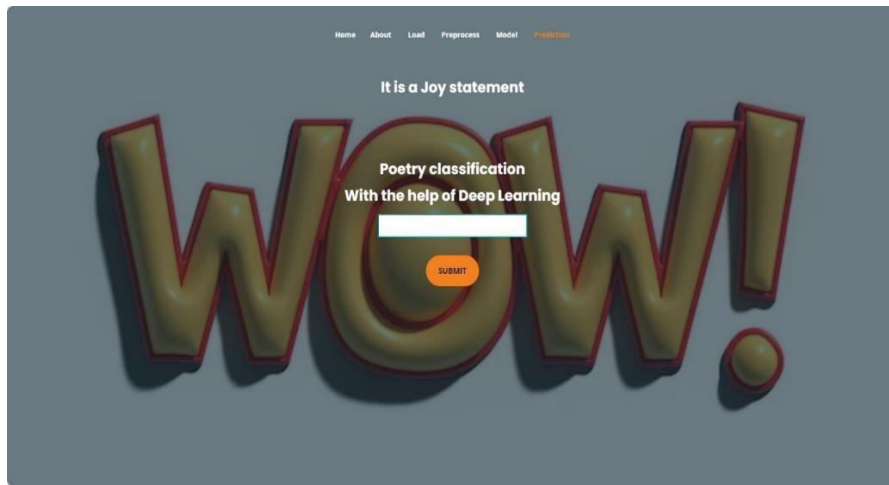 Home About Load Preprocess Model Prediction
It is a Joy statement
WOW!
Poetry classification
With the help of Deep Learning
SUBMIT